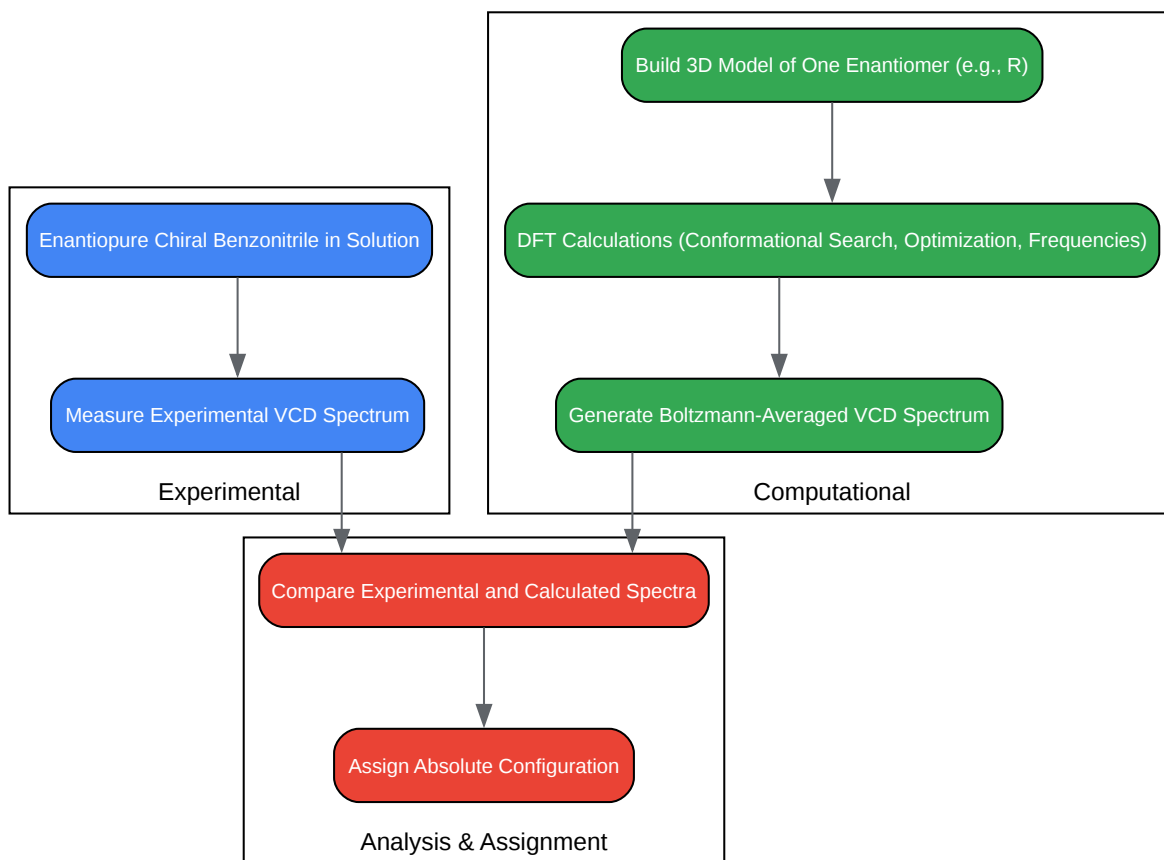 Build 3D Model of One Enantiomer (e.g., R)
Enantiopure Chiral Benzonitrile in Solution
DFT Calculations (Conformational Search, Optimization, Frequencies)
Measure Experimental VCD Spectrum
Generate Boltzmann-Averaged VCD Spectrum
Experimental
Computational
Compare Experimental and Calculated Spectra
Assign Absolute Configuration
Analysis & Assignment